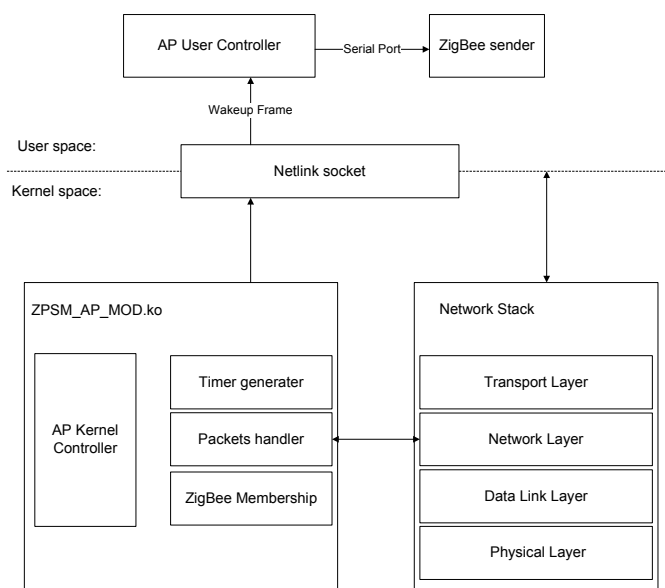 AP User Controller
Serial Port
ZigBee sender
Wakeup Frame
User space:
Netlink socket
Kernel space:
ZPSM_AP_MOD.ko
Network Stack
Timer generater
Transport Layer
AP Kernel
Controller
Packets handler
Network Layer
ZigBee Membership
Data Link Layer
Physical Layer